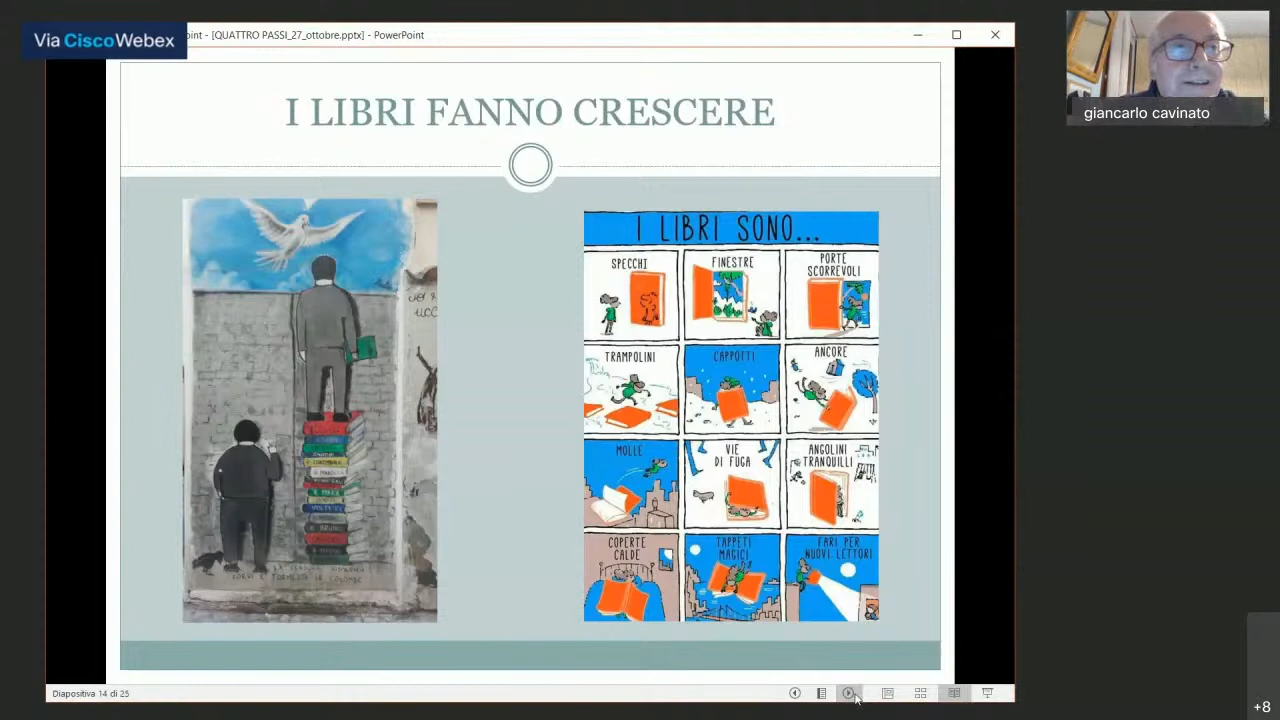 Via Cisco Webex
oint - [QUATTRO PASSI_27_ottobre.pptx] - PowerPoint
giancarlo cavinato
I LIBRI FANNO CRESCERE
I LIBRI SONO...
SPECCHI
FINESTRE
PORTE
SCORREVOLI
TRAMPOLINI
CAPPOTTI
ANCORE
MOLLE
VIE
DI FUGA
ANGOLINI
TRANQUILLI
COPERTE
CALDE
TAPPETI
MAGICI
FARI PER
NUOVI LETTORI
Diapositiva 14 di 25
+8